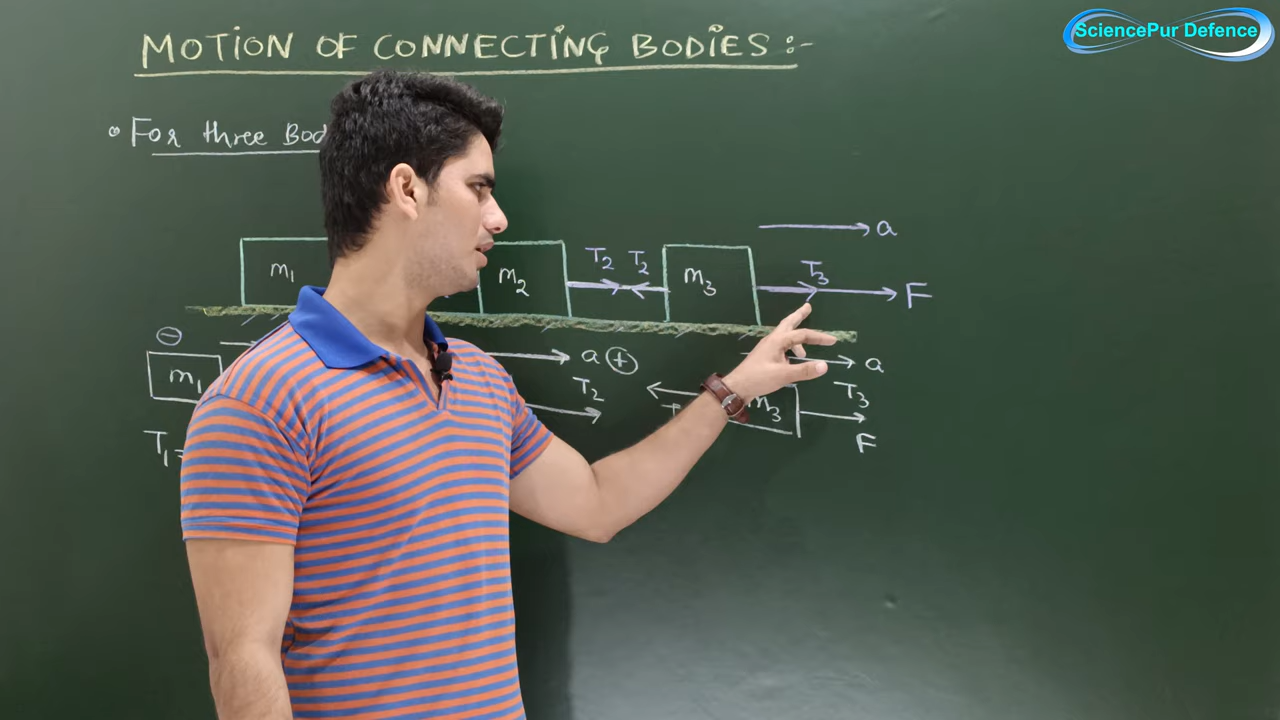 SciencePur Defence
MOTION OF CONNECTING BODIES :-
• For three Bod
a
T₂ T₂ T₃
m₁ m₂ m₃ F
⊖ a ⊕ a
m₁ T₂ m₃ T₃
T₁= F